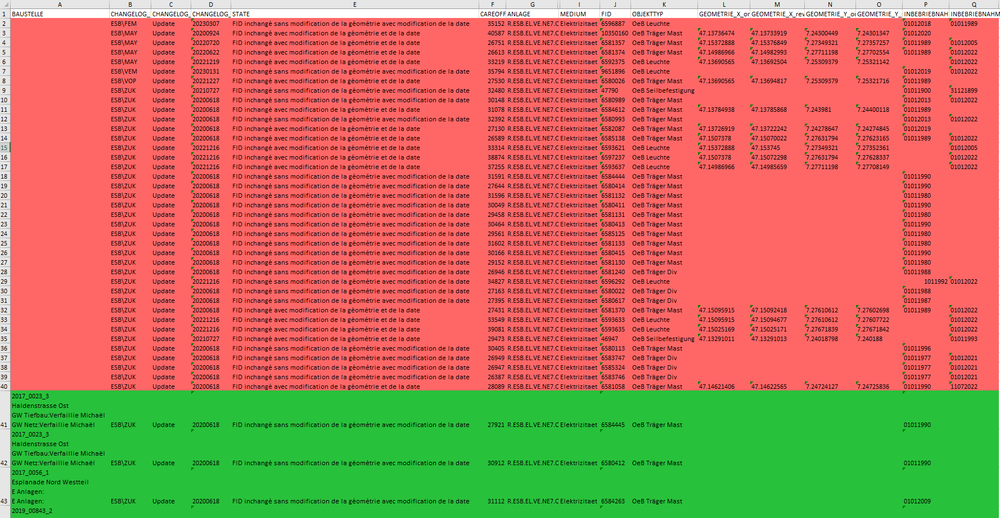 A B C D E F G I J K L M N O P Q
1 BAUSTELLE CHANGELOG_ CHANGELOG_ CHANGELOG_ STATE CAREOFF ANLAGE MEDIUM FID OBJEKTTYP GEOMETRIE_X_or GEOMETRIE_X_rev GEOMETRIE_Y_or GEOMETRIE_Y_ INBEBRIEBNAH INBEBRIEBNAHM
2 ESB\FEM Update 20230307 FID inchangé sans modification de la géométrie avec modification de la date 35152 R.ESB.EL.VE.NE7.C Elektrizitaet 6596887 OeB Leuchte 01012018 01011989
3 ESB\MAY Update 20200924 FID inchangé avec modification de la géométrie et de la date 40587 R.ESB.EL.VE.NE7.C Elektrizitaet 10350160 OeB Träger Mast 47.13736474 47.13733919 7.24300449 7.24301347 01012020
4 ESB\MAY Update 20220720 FID inchangé avec modification de la géométrie et de la date 26751 R.ESB.EL.VE.NE7.C Elektrizitaet 6581357 OeB Träger Mast 47.15372888 47.15376849 7.27349321 7.27357257 01011989 01012005
5 ESB\MAY Update 20220622 FID inchangé avec modification de la géométrie et de la date 26613 R.ESB.EL.VE.NE7.C Elektrizitaet 6581374 OeB Träger Mast 47.14986966 47.14982993 7.27711198 7.27702554 01011989 01012022
6 ESB\MAY Update 20221219 FID inchangé avec modification de la géométrie et de la date 33219 R.ESB.EL.VE.NE7.C Elektrizitaet 6592375 OeB Leuchte 47.13690565 47.13692504 7.25309379 7.25321142 01012022
7 ESB\VEM Update 20230131 FID inchangé sans modification de la géométrie avec modification de la date 35794 R.ESB.EL.VE.NE7.C Elektrizitaet 9651896 OeB Leuchte 01012019 01012022
8 ESB\VOP Update 20221227 FID inchangé avec modification de la géométrie et de la date 27530 R.ESB.EL.VE.NE7.C Elektrizitaet 6580026 OeB Träger Mast 47.13690565 47.13694817 7.25309379 7.25321716 01011989
9 ESB\ZUK Update 20210727 FID inchangé sans modification de la géométrie avec modification de la date 32480 R.ESB.EL.VE.NE7.C Elektrizitaet 47790 OeB Seilbefestigung 01011900 31121899
10 ESB\ZUK Update 20200618 FID inchangé sans modification de la géométrie avec modification de la date 30148 R.ESB.EL.VE.NE7.C Elektrizitaet 6580989 OeB Träger Mast 01012013 01012022
11 ESB\ZUK Update 20200618 FID inchangé avec modification de la géométrie et de la date 31078 R.ESB.EL.VE.NE7.C Elektrizitaet 6584612 OeB Träger Mast 47.13784938 47.13785868 7.243981 7.24400118 01011989
12 ESB\ZUK Update 20200618 FID inchangé sans modification de la géométrie avec modification de la date 32392 R.ESB.EL.VE.NE7.C Elektrizitaet 6580993 OeB Träger Mast 01012013 01012022
13 ESB\ZUK Update 20200618 FID inchangé avec modification de la géométrie et de la date 27130 R.ESB.EL.VE.NE7.C Elektrizitaet 6582087 OeB Träger Mast 47.13726919 47.13722242 7.24278647 7.24274845 01012019
14 ESB\ZUK Update 20200618 FID inchangé avec modification de la géométrie et de la date 26589 R.ESB.EL.VE.NE7.C Elektrizitaet 6585138 OeB Träger Mast 47.1507378 47.15070022 7.27631794 7.27623165 01011989 01012022
15 ESB\ZUK Update 20221216 FID inchangé avec modification de la géométrie et de la date 33314 R.ESB.EL.VE.NE7.C Elektrizitaet 6593621 OeB Leuchte 47.15372888 47.153745 7.27349321 7.27352361 01012005
16 ESB\ZUK Update 20221216 FID inchangé avec modification de la géométrie et de la date 38874 R.ESB.EL.VE.NE7.C Elektrizitaet 6597237 OeB Leuchte 47.1507378 47.15072298 7.27631794 7.27628337 01012022
17 ESB\ZUK Update 20221216 FID inchangé avec modification de la géométrie et de la date 37255 R.ESB.EL.VE.NE7.C Elektrizitaet 6593637 OeB Leuchte 47.14986966 47.14985659 7.27711198 7.27708149 01012022
18 ESB\ZUK Update 20200618 FID inchangé sans modification de la géométrie avec modification de la date 31591 R.ESB.EL.VE.NE7.C Elektrizitaet 6584444 OeB Träger Mast 01011990
19 ESB\ZUK Update 20200618 FID inchangé sans modification de la géométrie avec modification de la date 27644 R.ESB.EL.VE.NE7.C Elektrizitaet 6580414 OeB Träger Mast 01011990
20 ESB\ZUK Update 20200618 FID inchangé sans modification de la géométrie avec modification de la date 31596 R.ESB.EL.VE.NE7.C Elektrizitaet 6581132 OeB Träger Mast 01011980
21 ESB\ZUK Update 20200618 FID inchangé sans modification de la géométrie avec modification de la date 30049 R.ESB.EL.VE.NE7.C Elektrizitaet 6580411 OeB Träger Mast 01011990
22 ESB\ZUK Update 20200618 FID inchangé sans modification de la géométrie avec modification de la date 29458 R.ESB.EL.VE.NE7.C Elektrizitaet 6581131 OeB Träger Mast 01011980
23 ESB\ZUK Update 20200618 FID inchangé sans modification de la géométrie avec modification de la date 30464 R.ESB.EL.VE.NE7.C Elektrizitaet 6580413 OeB Träger Mast 01011990
24 ESB\ZUK Update 20200618 FID inchangé sans modification de la géométrie avec modification de la date 29561 R.ESB.EL.VE.NE7.C Elektrizitaet 6585125 OeB Träger Mast 01011980
25 ESB\ZUK Update 20200618 FID inchangé sans modification de la géométrie avec modification de la date 31602 R.ESB.EL.VE.NE7.C Elektrizitaet 6581133 OeB Träger Mast 01011980
26 ESB\ZUK Update 20200618 FID inchangé sans modification de la géométrie avec modification de la date 30166 R.ESB.EL.VE.NE7.C Elektrizitaet 6580415 OeB Träger Mast 01011990
27 ESB\ZUK Update 20200618 FID inchangé sans modification de la géométrie avec modification de la date 29152 R.ESB.EL.VE.NE7.C Elektrizitaet 6581130 OeB Träger Mast 01011980
28 ESB\ZUK Update 20200618 FID inchangé sans modification de la géométrie avec modification de la date 26946 R.ESB.EL.VE.NE7.C Elektrizitaet 6581240 OeB Träger Div 01011988
29 ESB\ZUK Update 20221216 FID inchangé sans modification de la géométrie avec modification de la date 34827 R.ESB.EL.VE.NE7.C Elektrizitaet 6596292 OeB Leuchte 1011992 01012022
30 ESB\ZUK Update 20200618 FID inchangé sans modification de la géométrie avec modification de la date 27163 R.ESB.EL.VE.NE7.C Elektrizitaet 6580022 OeB Träger Div 01011988
31 ESB\ZUK Update 20200618 FID inchangé sans modification de la géométrie avec modification de la date 27395 R.ESB.EL.VE.NE7.C Elektrizitaet 6580617 OeB Träger Div 01011987
32 ESB\ZUK Update 20200618 FID inchangé avec modification de la géométrie et de la date 27431 R.ESB.EL.VE.NE7.C Elektrizitaet 6581370 OeB Träger Mast 47.15095915 47.15092418 7.27610612 7.27602698 01011989 01012022
33 ESB\ZUK Update 20221216 FID inchangé avec modification de la géométrie et de la date 33549 R.ESB.EL.VE.NE7.C Elektrizitaet 6593633 OeB Leuchte 47.15095915 47.15094677 7.27610612 7.27607722 01012022
34 ESB\ZUK Update 20221216 FID inchangé avec modification de la géométrie et de la date 39081 R.ESB.EL.VE.NE7.C Elektrizitaet 6593635 OeB Leuchte 47.15025169 47.15025171 7.27671839 7.27671842 01012022
35 ESB\ZUK Update 20210727 FID inchangé avec modification de la géométrie et de la date 29473 R.ESB.EL.VE.NE7.C Elektrizitaet 46947 OeB Seilbefestigung 47.13291011 47.13291013 7.24018798 7.240188 01011993
36 ESB\ZUK Update 20200618 FID inchangé sans modification de la géométrie avec modification de la date 30405 R.ESB.EL.VE.NE7.C Elektrizitaet 6580113 OeB Träger Mast 01011996
37 ESB\ZUK Update 20200618 FID inchangé sans modification de la géométrie avec modification de la date 26949 R.ESB.EL.VE.NE7.C Elektrizitaet 6583747 OeB Träger Div 01011977 01012021
38 ESB\ZUK Update 20200618 FID inchangé sans modification de la géométrie avec modification de la date 26947 R.ESB.EL.VE.NE7.C Elektrizitaet 6585324 OeB Träger Div 01011977 01012021
39 ESB\ZUK Update 20200618 FID inchangé sans modification de la géométrie avec modification de la date 26387 R.ESB.EL.VE.NE7.C Elektrizitaet 6583746 OeB Träger Div 01011977 01012021
40 ESB\ZUK Update 20200618 FID inchangé avec modification de la géométrie et de la date 28089 R.ESB.EL.VE.NE7.C Elektrizitaet 6581058 OeB Träger Mast 47.14621406 47.14622565 7.24724127 7.24725836 01011990 11072022
2017_0023_3
Haldenstrasse Ost
GW Tiefbau:Verfaillie Michaël
41 GW Netz:Verfaillie Michaël ESB\ZUK Update 20200618 FID inchangé sans modification de la géométrie avec modification de la date 27921 R.ESB.EL.VE.NE7.C Elektrizitaet 6584445 OeB Träger Mast 01011990
2017_0023_3
Haldenstrasse Ost
GW Tiefbau:Verfaillie Michaël
42 GW Netz:Verfaillie Michaël ESB\ZUK Update 20200618 FID inchangé sans modification de la géométrie avec modification de la date 30912 R.ESB.EL.VE.NE7.C Elektrizitaet 6580412 OeB Träger Mast 01011990
2017_0056_1
Esplanade Nord Westteil
E Anlagen:
43 E Anlagen: ESB\ZUK Update 20200618 FID inchangé sans modification de la géométrie avec modification de la date 31112 R.ESB.EL.VE.NE7.C Elektrizitaet 6584263 OeB Träger Mast 01012009
2019_00843_2